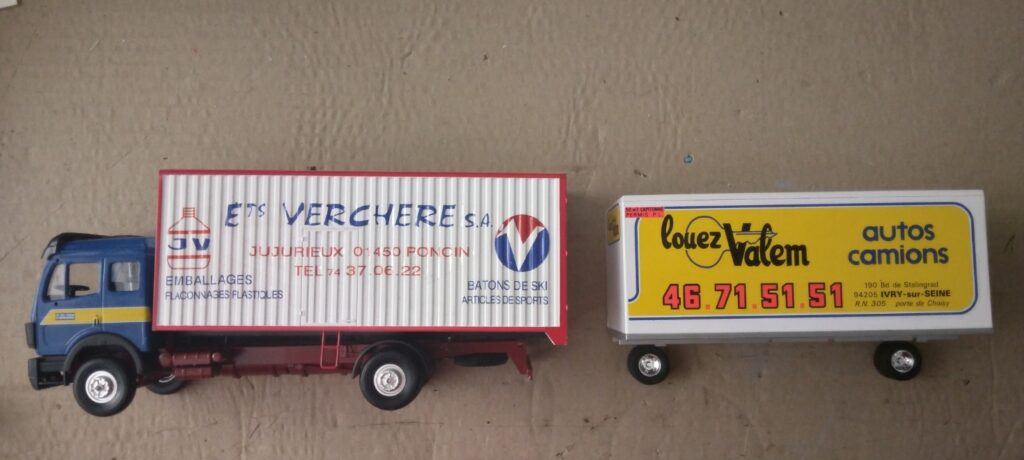 ETS VERCHERE S.A.
JV
JUJURIEUX 01450 PONCIN
TEL 74 37.06.22
EMBALLAGES
FLACONNAGES PLASTIQUES
BATONS DE SKI
ARTICLES DE SPORTS
PERMIS P.L.
louez Valem
autos
camions
46.71.51.51
190 Bd de Stalingrad
94205 IVRY-sur-SEINE
R.N. 305 porte de Choisy